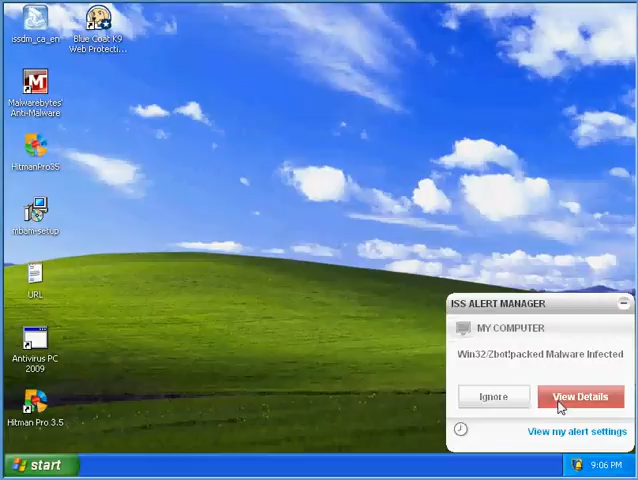 issdm_ca_en
Blue Coat K9
Web Protecti...
Malwarebytes'
Anti-Malware
HitmanPro35
mbam-setup
URL
Antivirus PC
2009
Hitman Pro 3.5
ISS ALERT MANAGER
MY COMPUTER
Win32/Zbot!packed Malware Infected
Ignore
View Details
View my alert settings
start
9:06 PM